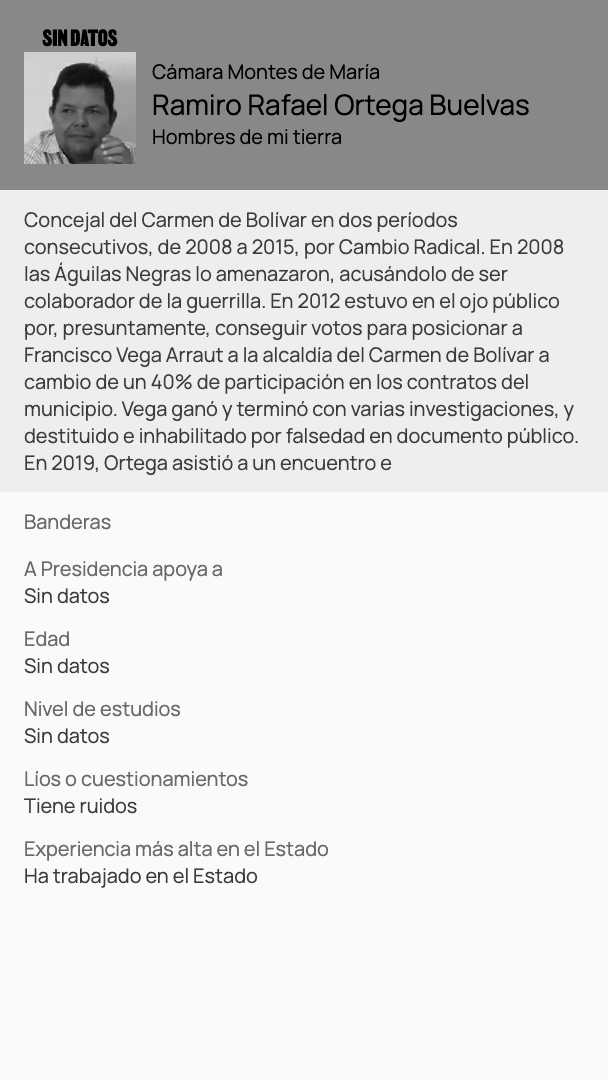 SIN DATOS
Cámara Montes de María
Ramiro Rafael Ortega Buelvas
Hombres de mi tierra
Concejal del Carmen de Bolívar en dos períodos
consecutivos, de 2008 a 2015, por Cambio Radical. En 2008
las Águilas Negras lo amenazaron, acusándolo de ser
colaborador de la guerrilla. En 2012 estuvo en el ojo público
por, presuntamente, conseguir votos para posicionar a
Francisco Vega Arraut a la alcaldía del Carmen de Bolívar a
cambio de un 40% de participación en los contratos del
municipio. Vega ganó y terminó con varias investigaciones, y
destituido e inhabilitado por falsedad en documento público.
En 2019, Ortega asistió a un encuentro e
Banderas
A Presidencia apoya a
Sin datos
Edad
Sin datos
Nivel de estudios
Sin datos
Líos o cuestionamientos
Tiene ruidos
Experiencia más alta en el Estado
Ha trabajado en el Estado